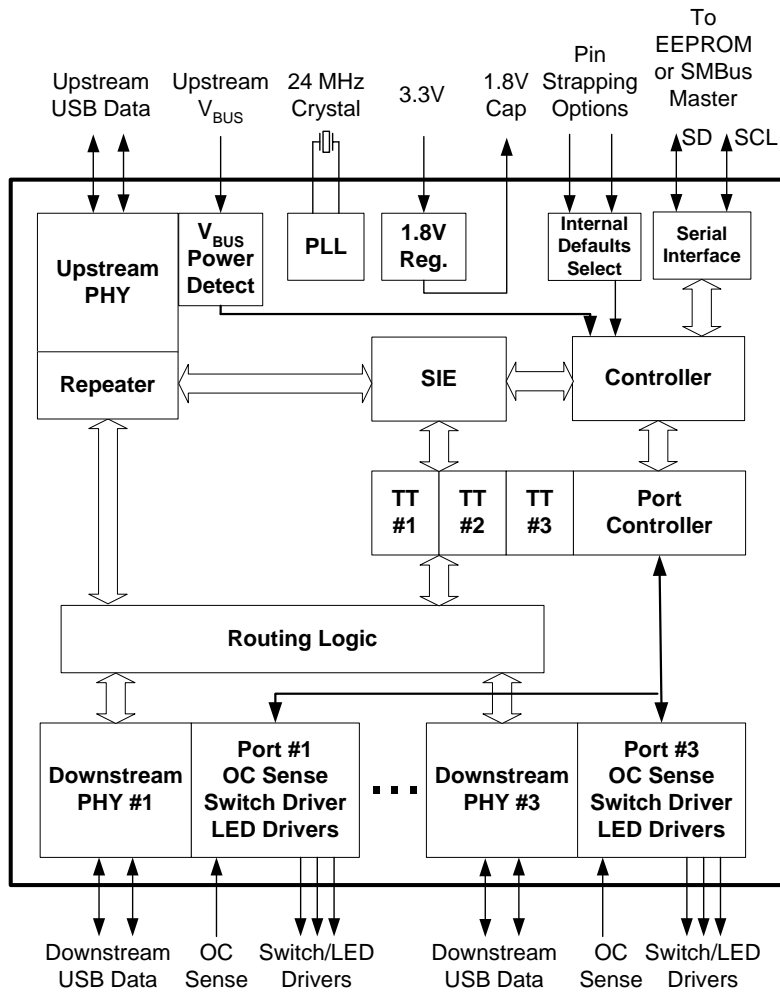 To
EEPROM
or SMBus
Master
Upstream
USB Data
Upstream
VBUS
24 MHz
Crystal
3.3V
1.8V
Cap
Pin
Strapping
Options
SD
SCL
Upstream
PHY
VBUS
Power
Detect
PLL
1.8V
Reg.
Internal
Defaults
Select
Serial
Interface
Repeater
SIE
Controller
TT
#1
TT
#2
TT
#3
Port
Controller
Routing Logic
Downstream
PHY #1
Port #1
OC Sense
Switch Driver
LED Drivers
...
Downstream
PHY #3
Port #3
OC Sense
Switch Driver
LED Drivers
Downstream
USB Data
OC
Sense
Switch/LED
Drivers
Downstream
USB Data
OC
Sense
Switch/LED
Drivers